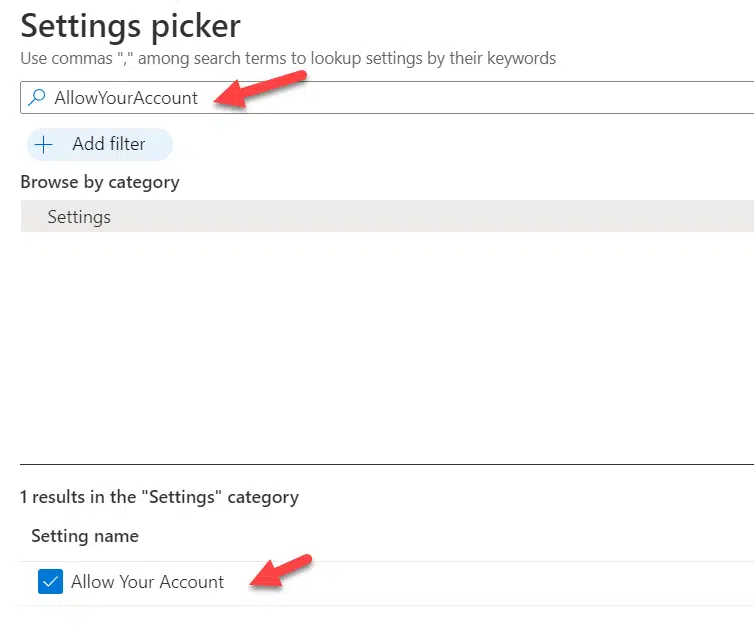 Settings picker
Use commas "," among search terms to lookup settings by their keywords
AllowYourAccount
Add filter
Browse by category
Settings
1 results in the "Settings" category
Setting name
Allow Your Account